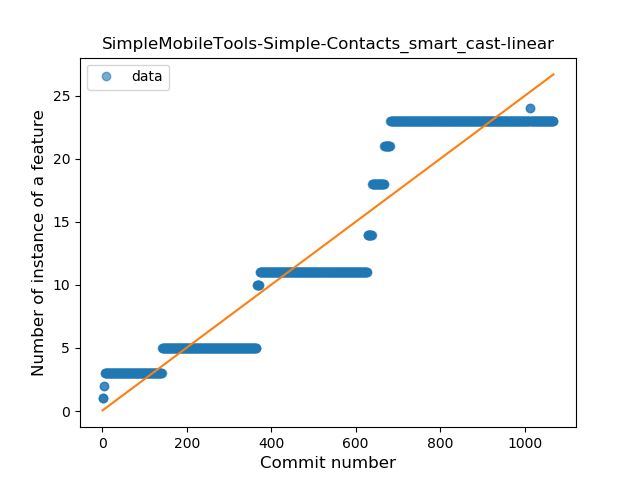 SimpleMobileTools-Simple-Contacts_smart_cast-linear
data
Number of instance of a feature
25
20
15
10
5
0
0 200 400 600 800 1000
Commit number